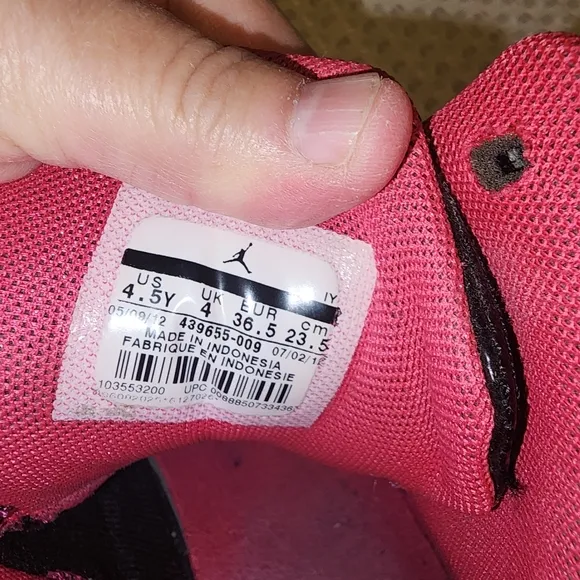 US UK EUR cm IY
4.5Y 4 36.5 23.5
05/09/12 439655-009 07/02/12
MADE IN INDONESIA
FABRIQUE EN INDONESIE
103553200 UPC